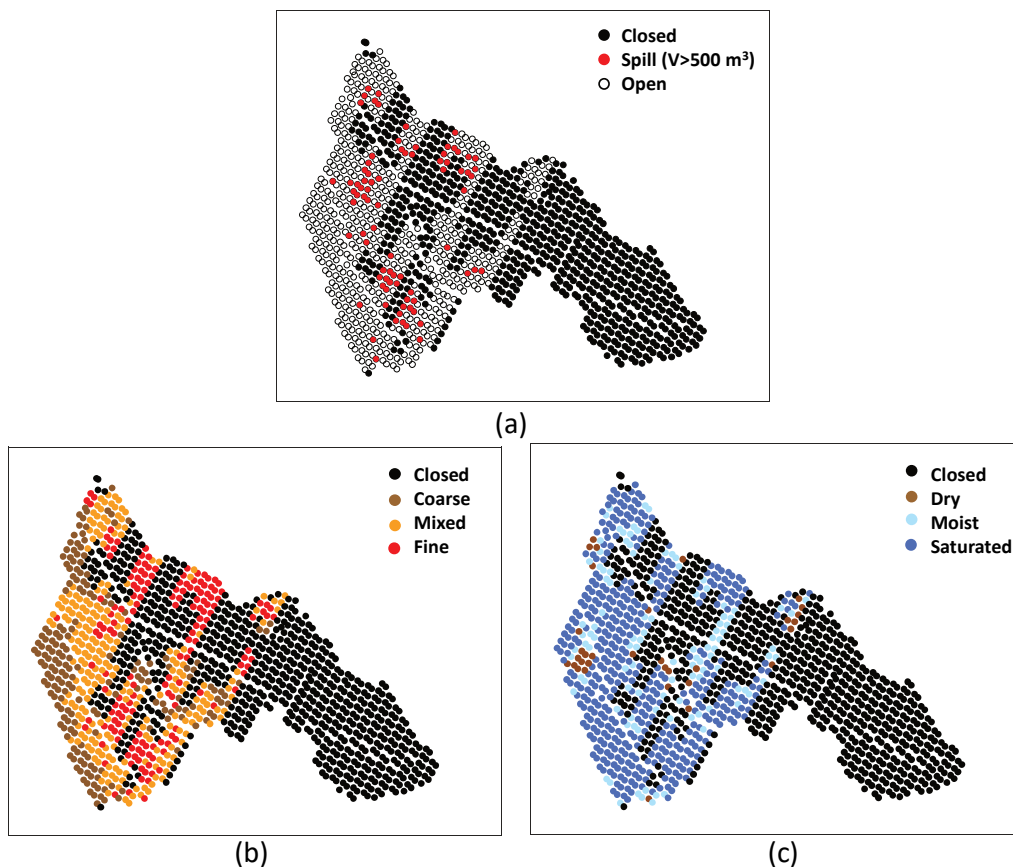 Closed
Spill (V>500 m³)
Open
(a)
Closed
Coarse
Mixed
Fine
(b)
Closed
Dry
Moist
Saturated
(c)